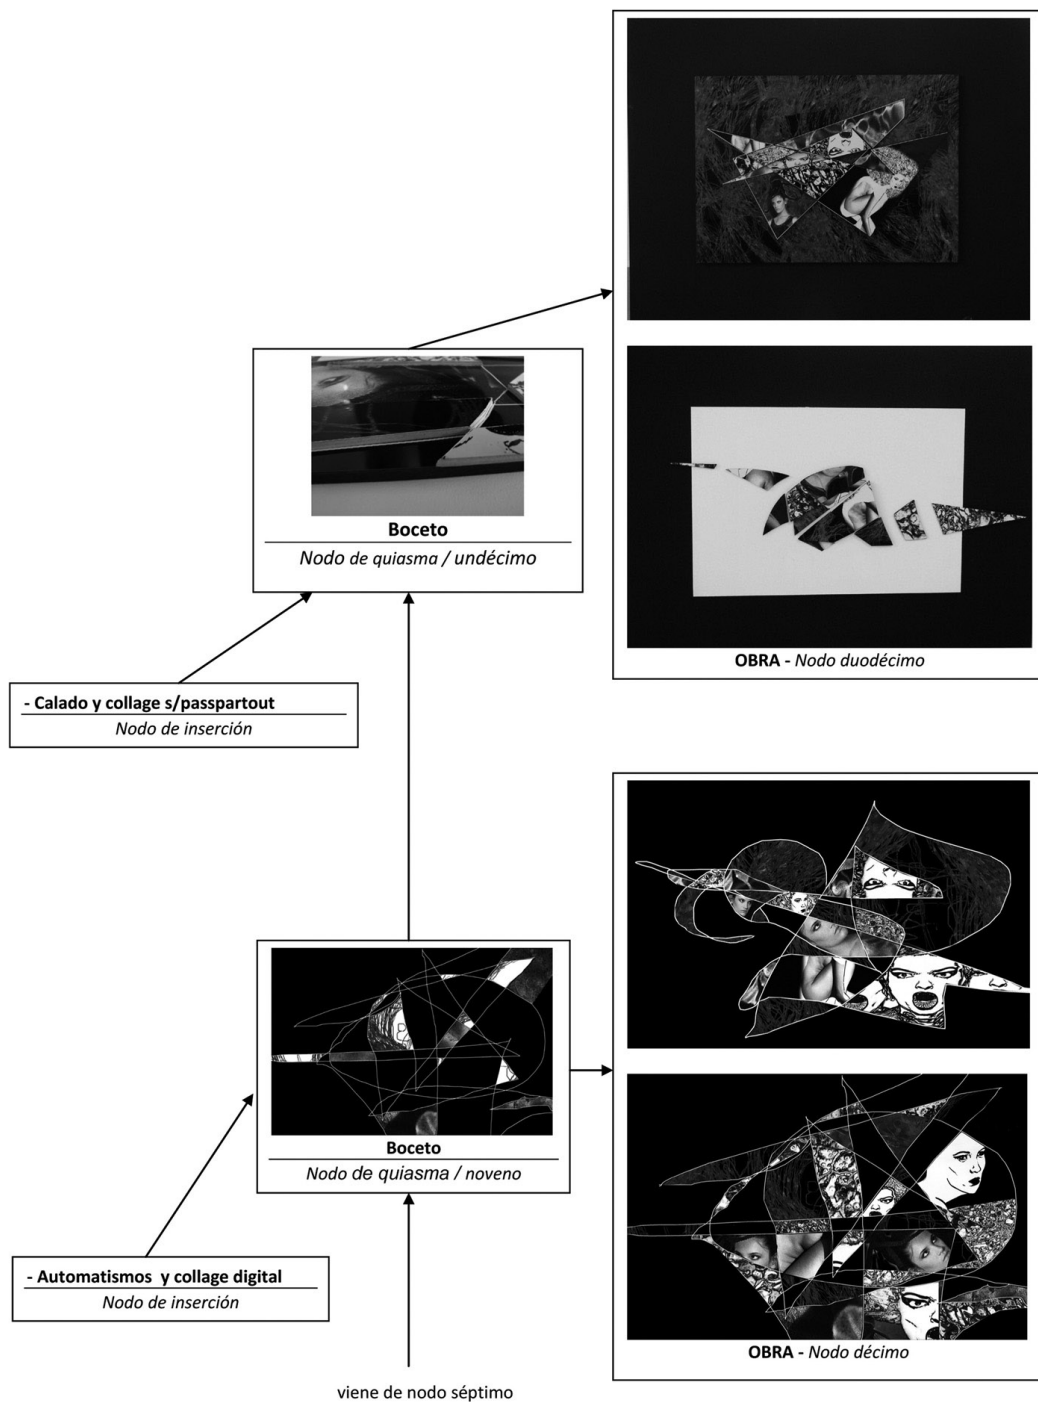 Boceto
Nodo de quiasma / undécimo
OBRA - Nodo duodécimo
- Calado y collage s/passpartout
Nodo de inserción
Boceto
Nodo de quiasma / noveno
- Automatismos y collage digital
Nodo de inserción
OBRA - Nodo décimo
viene de nodo séptimo